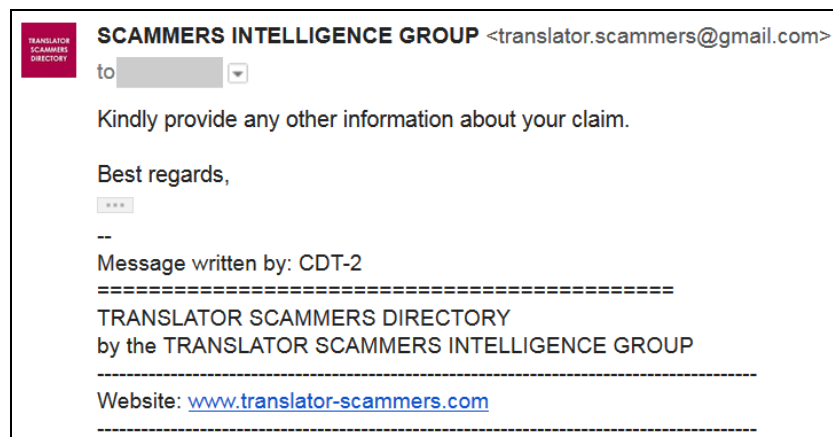 TRANSLATOR
SCAMMERS
DIRECTORY
SCAMMERS INTELLIGENCE GROUP <translator.scammers@gmail.com>
to
Kindly provide any other information about your claim.
Best regards,
...
--
Message written by: CDT-2
=============================================
TRANSLATOR SCAMMERS DIRECTORY
by the TRANSLATOR SCAMMERS INTELLIGENCE GROUP
------------------------------------------------------------------------------------------
Website: www.translator-scammers.com
------------------------------------------------------------------------------------------